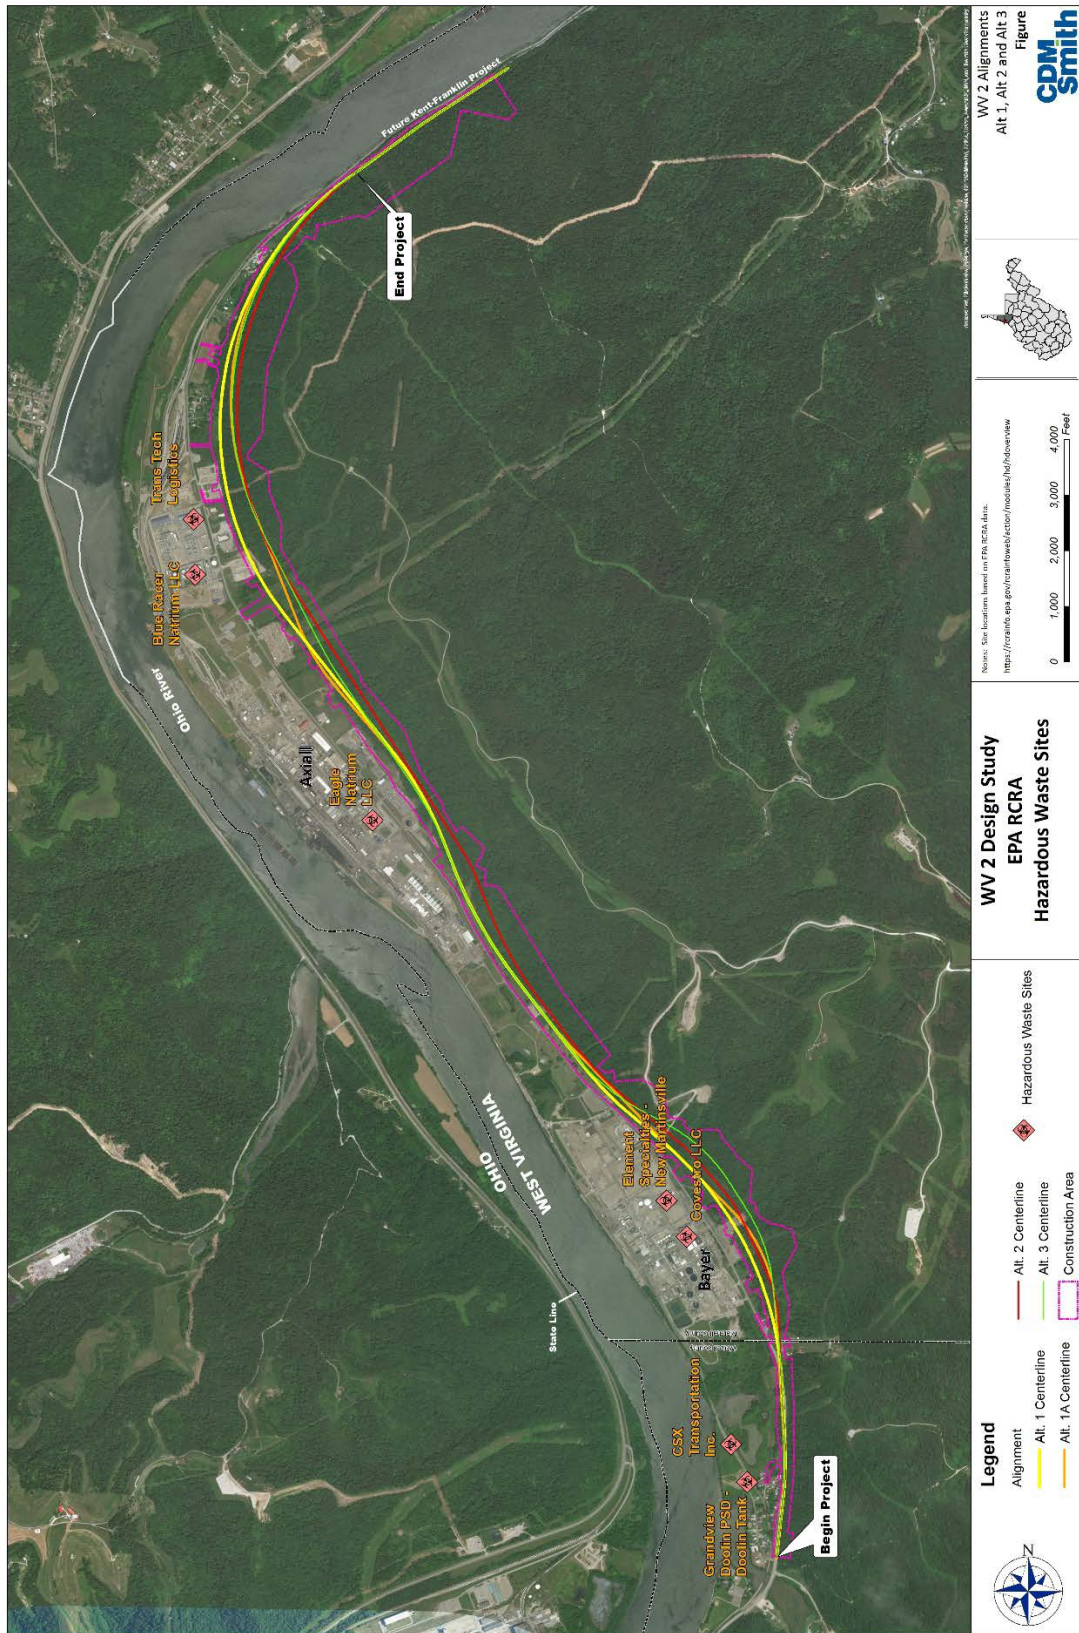 Future Kent-Franklin Project
End Project
Trans Tech
Logistics
Blue Racer
Natrium LLC
Ohio River
Axiall
Eagle
Natrium
LLC
OHIO
WEST VIRGINIA
Element
Specialties -
New Martinsville
Covestro LLC
Bayer
State Line
CSX
Transportation
Inc.
Grandview
Doolin PSD -
Doolin Tank
Begin Project
N
Legend
Alignment
Alt. 1 Centerline
Alt. 1A Centerline
Alt. 2 Centerline
Alt. 3 Centerline
Construction Area
Hazardous Waste Sites
WV 2 Design Study
EPA RCRA
Hazardous Waste Sites
Notes: Site locations based on EPA RCRA data.
https://rcrainfo.epa.gov/rcrainfoweb/action/modules/hd/hdoverview
0 1,000 2,000 3,000 4,000
Feet
WV 2 Alignments
Alt 1, Alt 2 and Alt 3
Figure
CDM
Smith